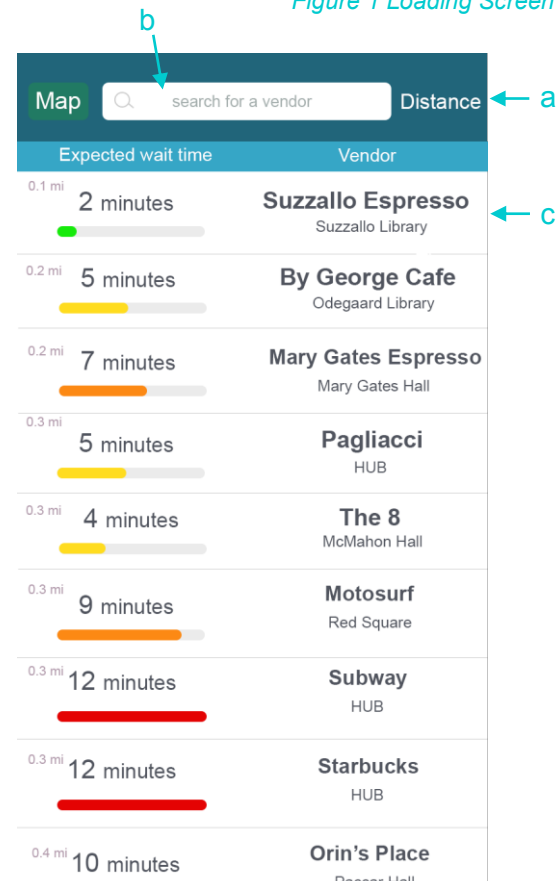 Figure 1 Loading Screen
b
Map search for a vendor Distance a
Expected wait time Vendor
0.1 mi 2 minutes Suzzallo Espresso c
Suzzallo Library
0.2 mi 5 minutes By George Cafe
Odegaard Library
0.2 mi 7 minutes Mary Gates Espresso
Mary Gates Hall
0.3 mi 5 minutes Pagliacci
HUB
0.3 mi 4 minutes The 8
McMahon Hall
0.3 mi 9 minutes Motosurf
Red Square
0.3 mi 12 minutes Subway
HUB
0.3 mi 12 minutes Starbucks
HUB
0.4 mi 10 minutes Orin's Place
Hall